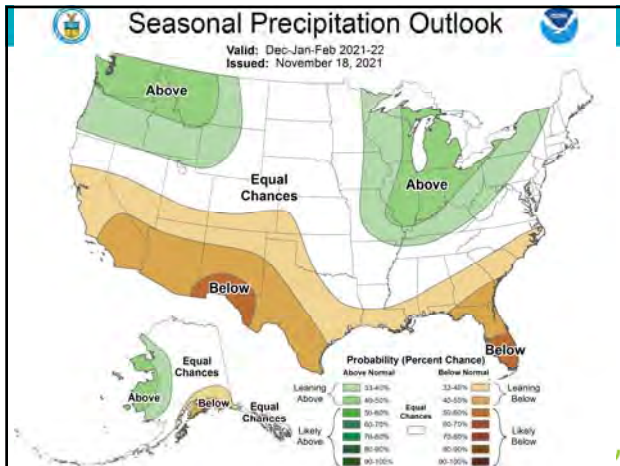 Seasonal Precipitation Outlook
Valid: Dec-Jan-Feb 2021-22
Issued: November 18, 2021
Above
Equal
Chances
Above
Below
Below
Equal
Chances
Above
Below
Equal
Chances
Probability (Percent Chance)
Above Normal
Below Normal
Leaning
Above
33-40%
40-50%
Likely
Above
50-60%
60-70%
70-80%
80-90%
90-100%
Equal
Chances
33-40%
40-50%
Leaning
Below
50-60%
60-70%
70-80%
80-90%
90-100%
Likely
Below